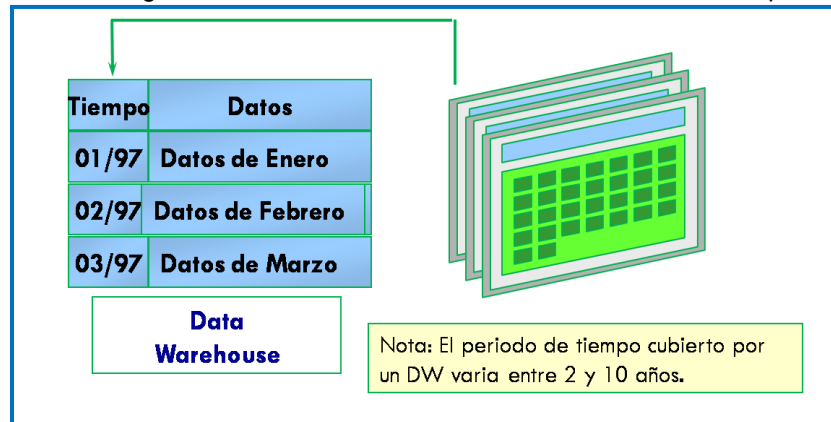 Tiempo Datos
01/97 Datos de Enero
02/97 Datos de Febrero
03/97 Datos de Marzo
Data
Warehouse
Nota: El periodo de tiempo cubierto por
un DW varia entre 2 y 10 años.